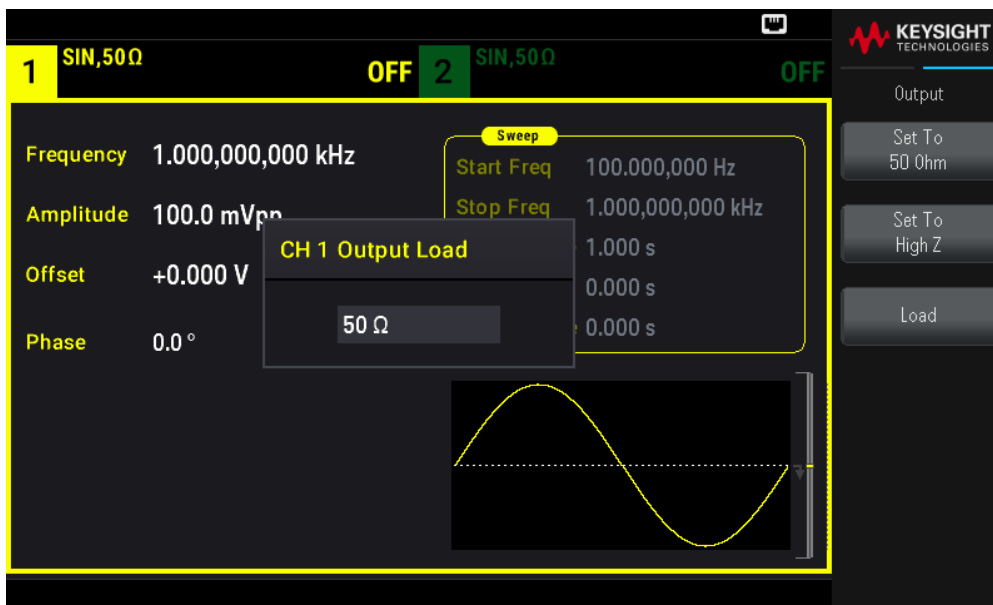 KEYSIGHT
TECHNOLOGIES
1 SIN,50Ω OFF
2 SIN,50Ω OFF
Output
Set To
50 Ohm
Set To
High Z
Load
Frequency 1.000,000,000 kHz
Amplitude 100.0 mVpp
Offset +0.000 V
Phase 0.0 °
Sweep
Start Freq 100.000,000 Hz
Stop Freq 1.000,000,000 kHz
1.000 s
0.000 s
0.000 s
CH 1 Output Load
50 Ω